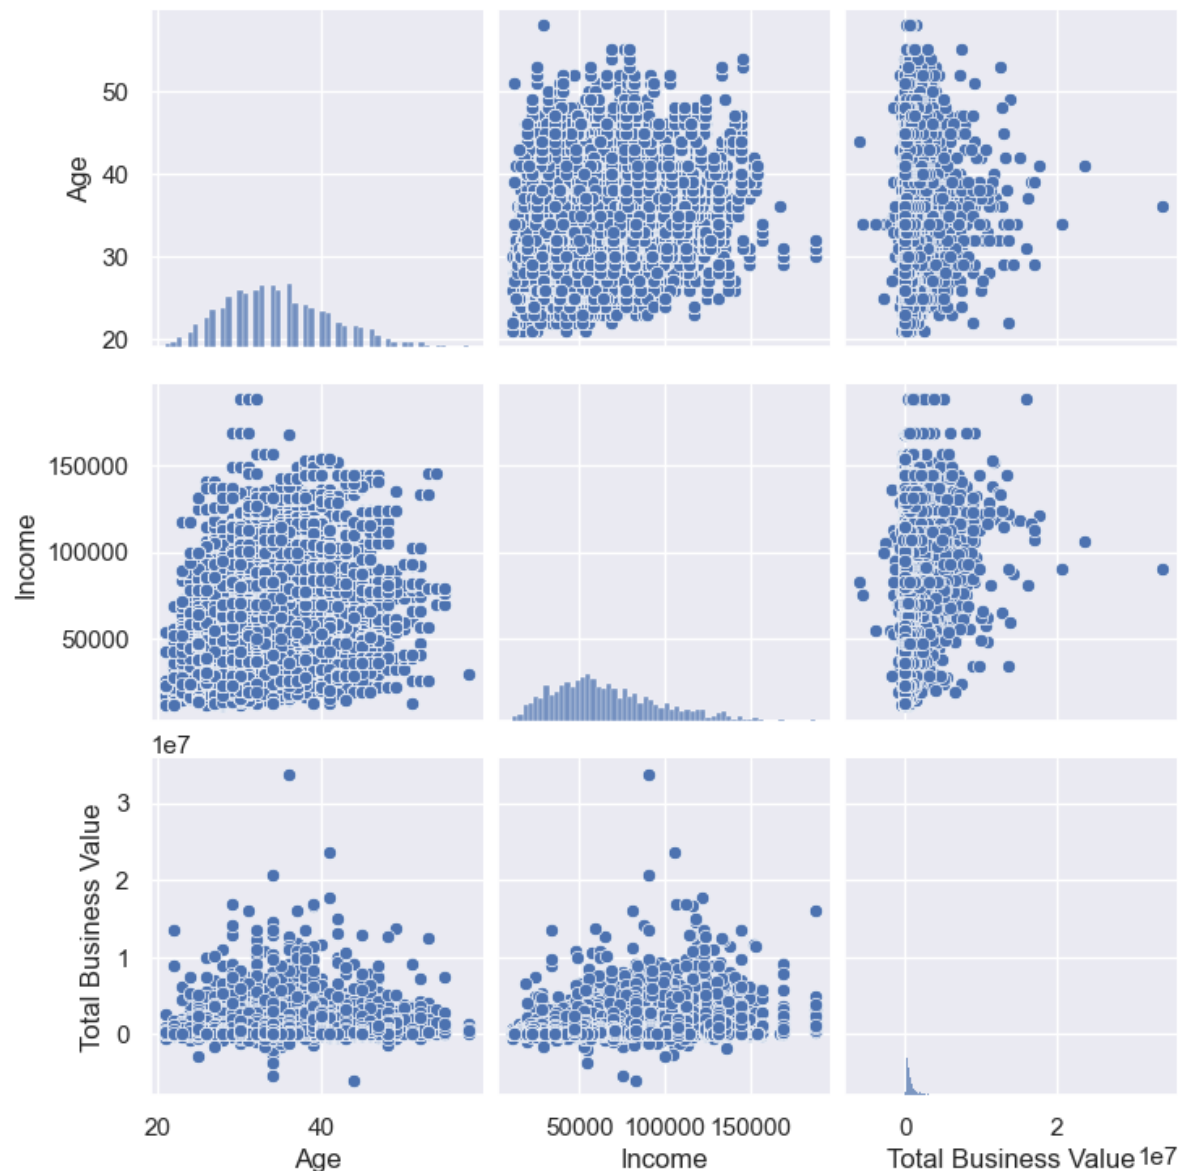 50
40
30
20
Age
150000
100000
50000
Income
1e7
3
2
1
0
Total Business Value
20 40
50000 100000 150000
0 2
Age
Income
Total Business Value 1e7